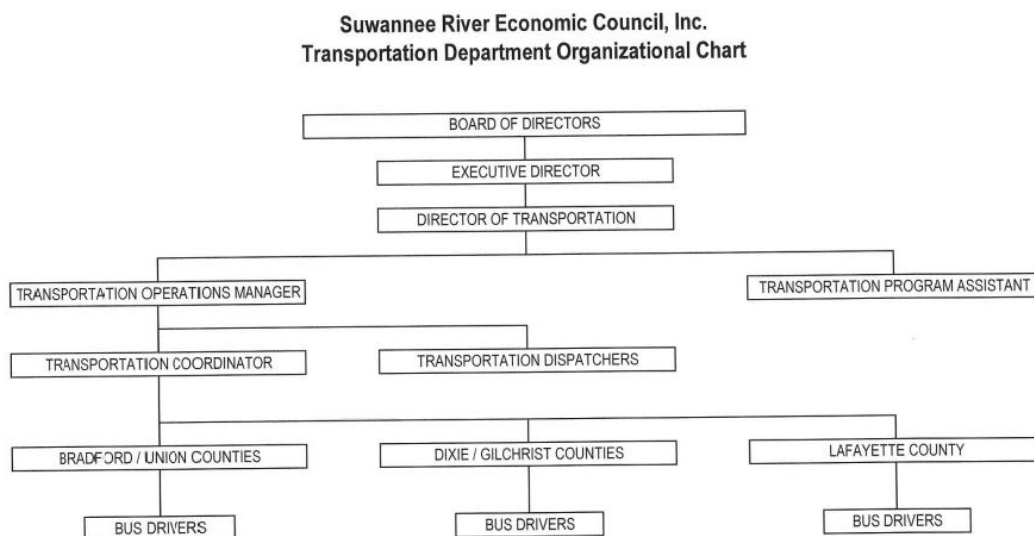 Suwannee River Economic Council, Inc.
Transportation Department Organizational Chart
BOARD OF DIRECTORS
EXECUTIVE DIRECTOR
DIRECTOR OF TRANSPORTATION
TRANSPORTATION OPERATIONS MANAGER
TRANSPORTATION PROGRAM ASSISTANT
TRANSPORTATION COORDINATOR
TRANSPORTATION DISPATCHERS
BRADFORD / UNION COUNTIES
DIXIE / GILCHRIST COUNTIES
LAFAYETTE COUNTY
BUS DRIVERS
BUS DRIVERS
BUS DRIVERS